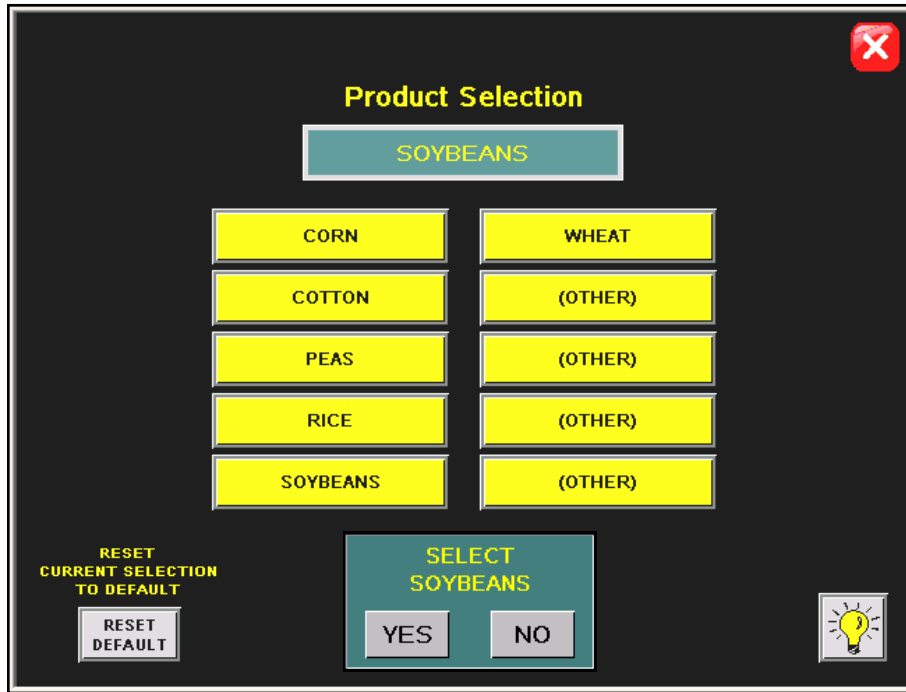 Product Selection
SOYBEANS
CORN
WHEAT
COTTON
(OTHER)
PEAS
(OTHER)
RICE
(OTHER)
SOYBEANS
(OTHER)
RESET
CURRENT SELECTION
TO DEFAULT
RESET
DEFAULT
SELECT
SOYBEANS
YES
NO